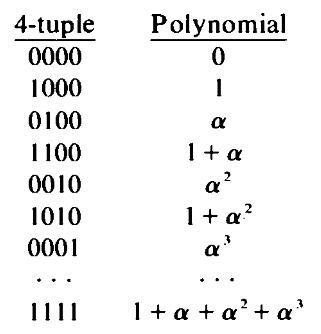 4-tuple Polynomial
0000 0
1000 1
0100 α
1100 1 + α
0010 α²
1010 1 + α²
0001 α³
... ...
1111 1 + α + α² + α³